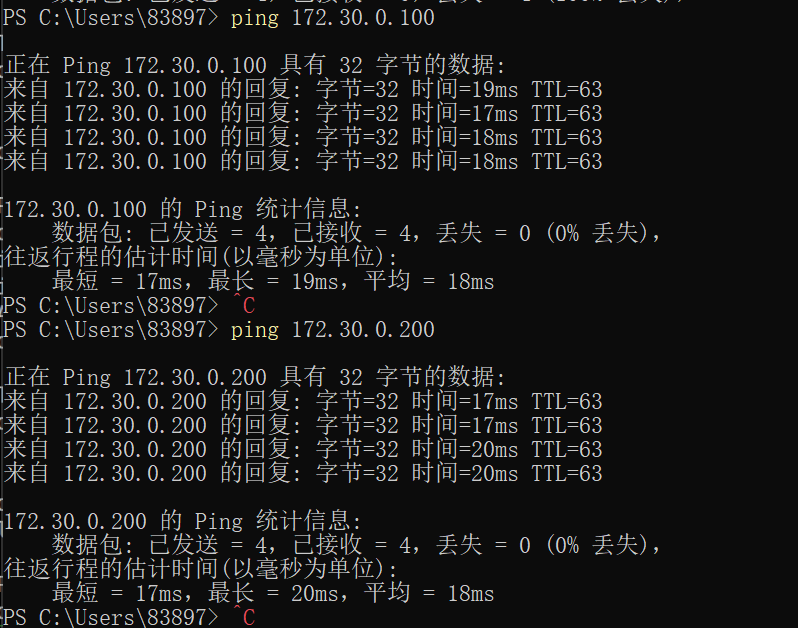 PS C:\Users\83897> ping 172.30.0.100
正在 Ping 172.30.0.100 具有 32 字节的数据:
来自 172.30.0.100 的回复: 字节=32 时间=19ms TTL=63
来自 172.30.0.100 的回复: 字节=32 时间=17ms TTL=63
来自 172.30.0.100 的回复: 字节=32 时间=18ms TTL=63
来自 172.30.0.100 的回复: 字节=32 时间=18ms TTL=63
172.30.0.100 的 Ping 统计信息:
数据包: 已发送 = 4，已接收 = 4，丢失 = 0 (0% 丢失)，
往返行程的估计时间(以毫秒为单位):
最短 = 17ms，最长 = 19ms，平均 = 18ms
PS C:\Users\83897> ^C
PS C:\Users\83897> ping 172.30.0.200
正在 Ping 172.30.0.200 具有 32 字节的数据:
来自 172.30.0.200 的回复: 字节=32 时间=17ms TTL=63
来自 172.30.0.200 的回复: 字节=32 时间=17ms TTL=63
来自 172.30.0.200 的回复: 字节=32 时间=20ms TTL=63
来自 172.30.0.200 的回复: 字节=32 时间=20ms TTL=63
172.30.0.200 的 Ping 统计信息:
数据包: 已发送 = 4，已接收 = 4，丢失 = 0 (0% 丢失)，
往返行程的估计时间(以毫秒为单位):
最短 = 17ms，最长 = 20ms，平均 = 18ms
PS C:\Users\83897> ^C